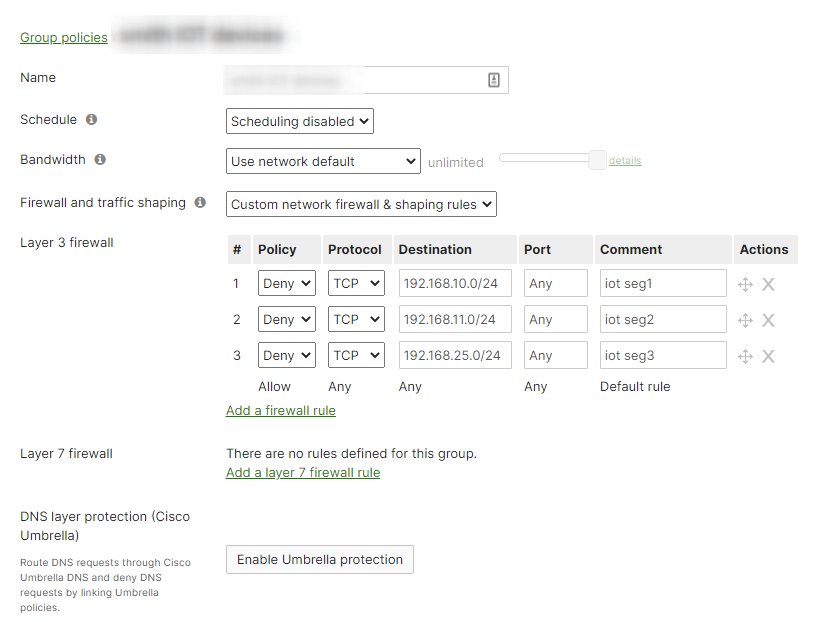 Group policies
Name
Schedule
Scheduling disabled
Bandwidth
Use network default
unlimited
details
Firewall and traffic shaping
Custom network firewall & shaping rules
Layer 3 firewall
# Policy Protocol Destination Port Comment Actions
1 Deny TCP 192.168.10.0/24 Any iot seg1
2 Deny TCP 192.168.11.0/24 Any iot seg2
3 Deny TCP 192.168.25.0/24 Any iot seg3
Allow Any Any Any Default rule
Add a firewall rule
Layer 7 firewall
There are no rules defined for this group.
Add a layer 7 firewall rule
DNS layer protection (Cisco
Umbrella)
Route DNS requests through Cisco
Umbrella DNS and deny DNS
requests by linking Umbrella
policies.
Enable Umbrella protection